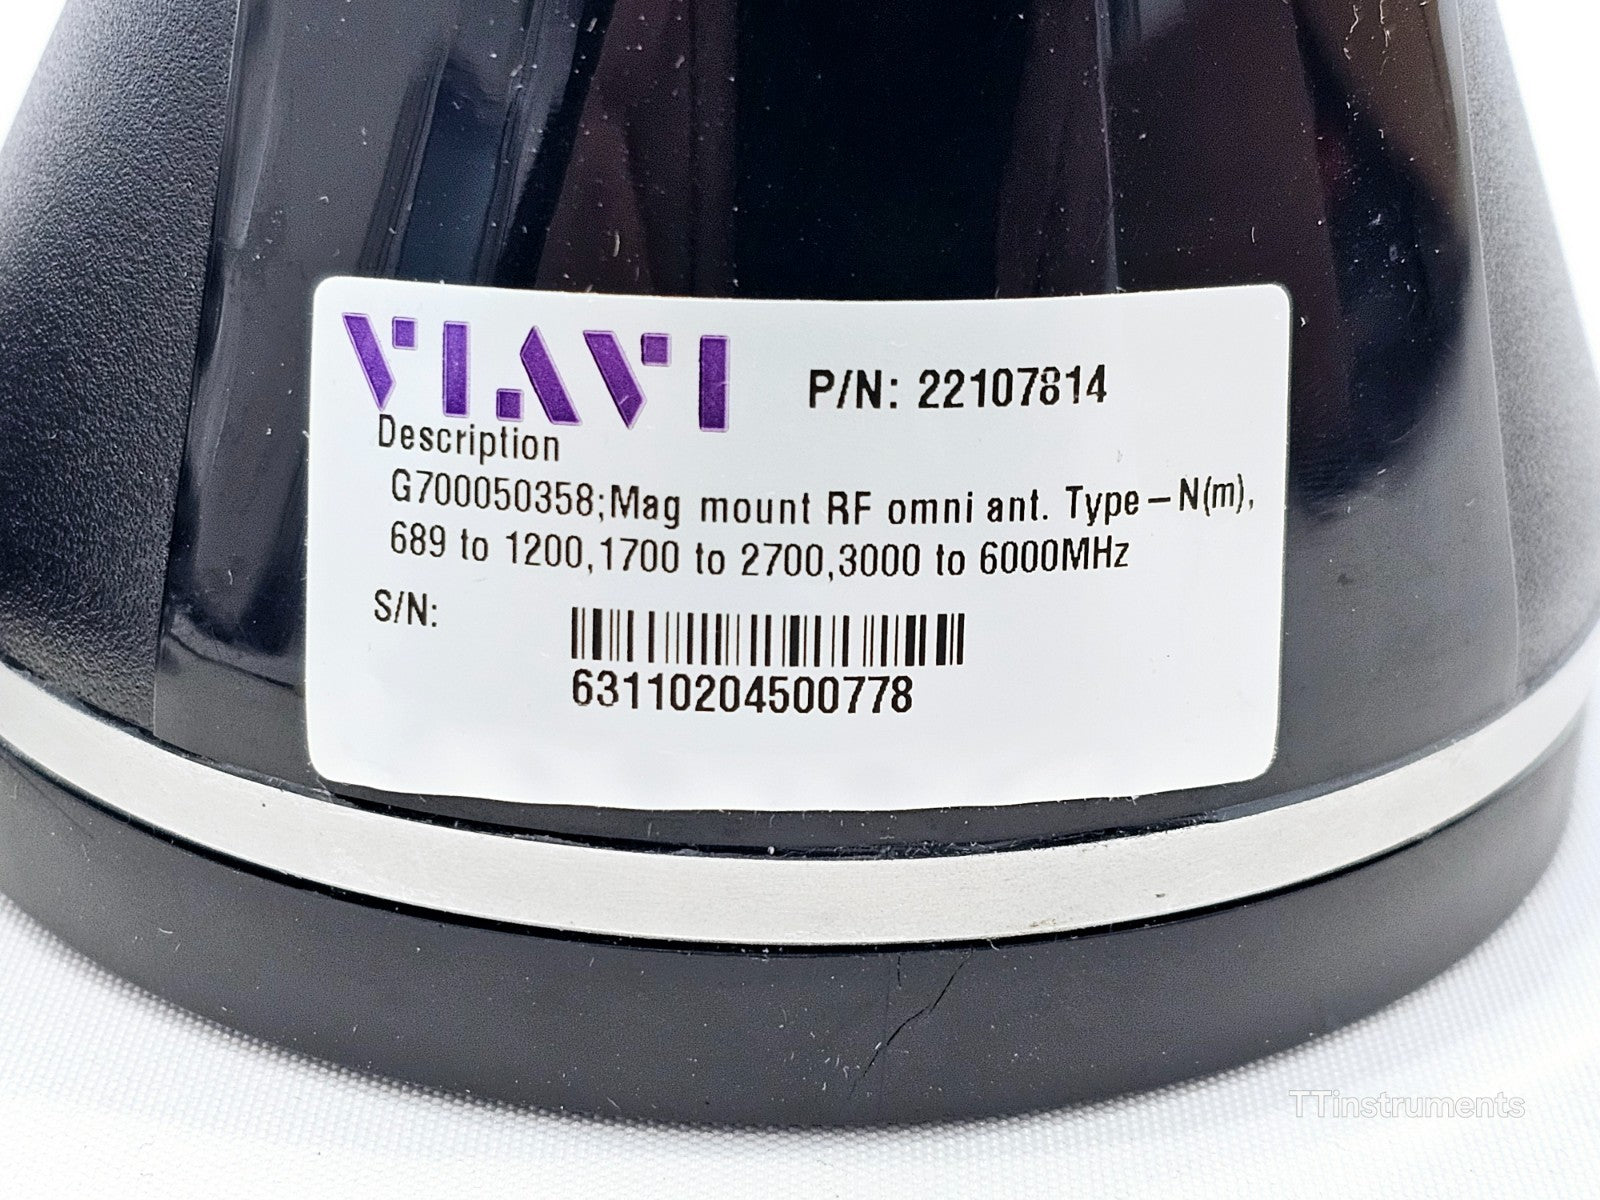 VIAVI P/N: 22107814
Description
G700050358;Mag mount RF omni ant. Type-N(m),
689 to 1200,1700 to 2700,3000 to 6000MHz
S/N:
63110204500778
TTinstruments